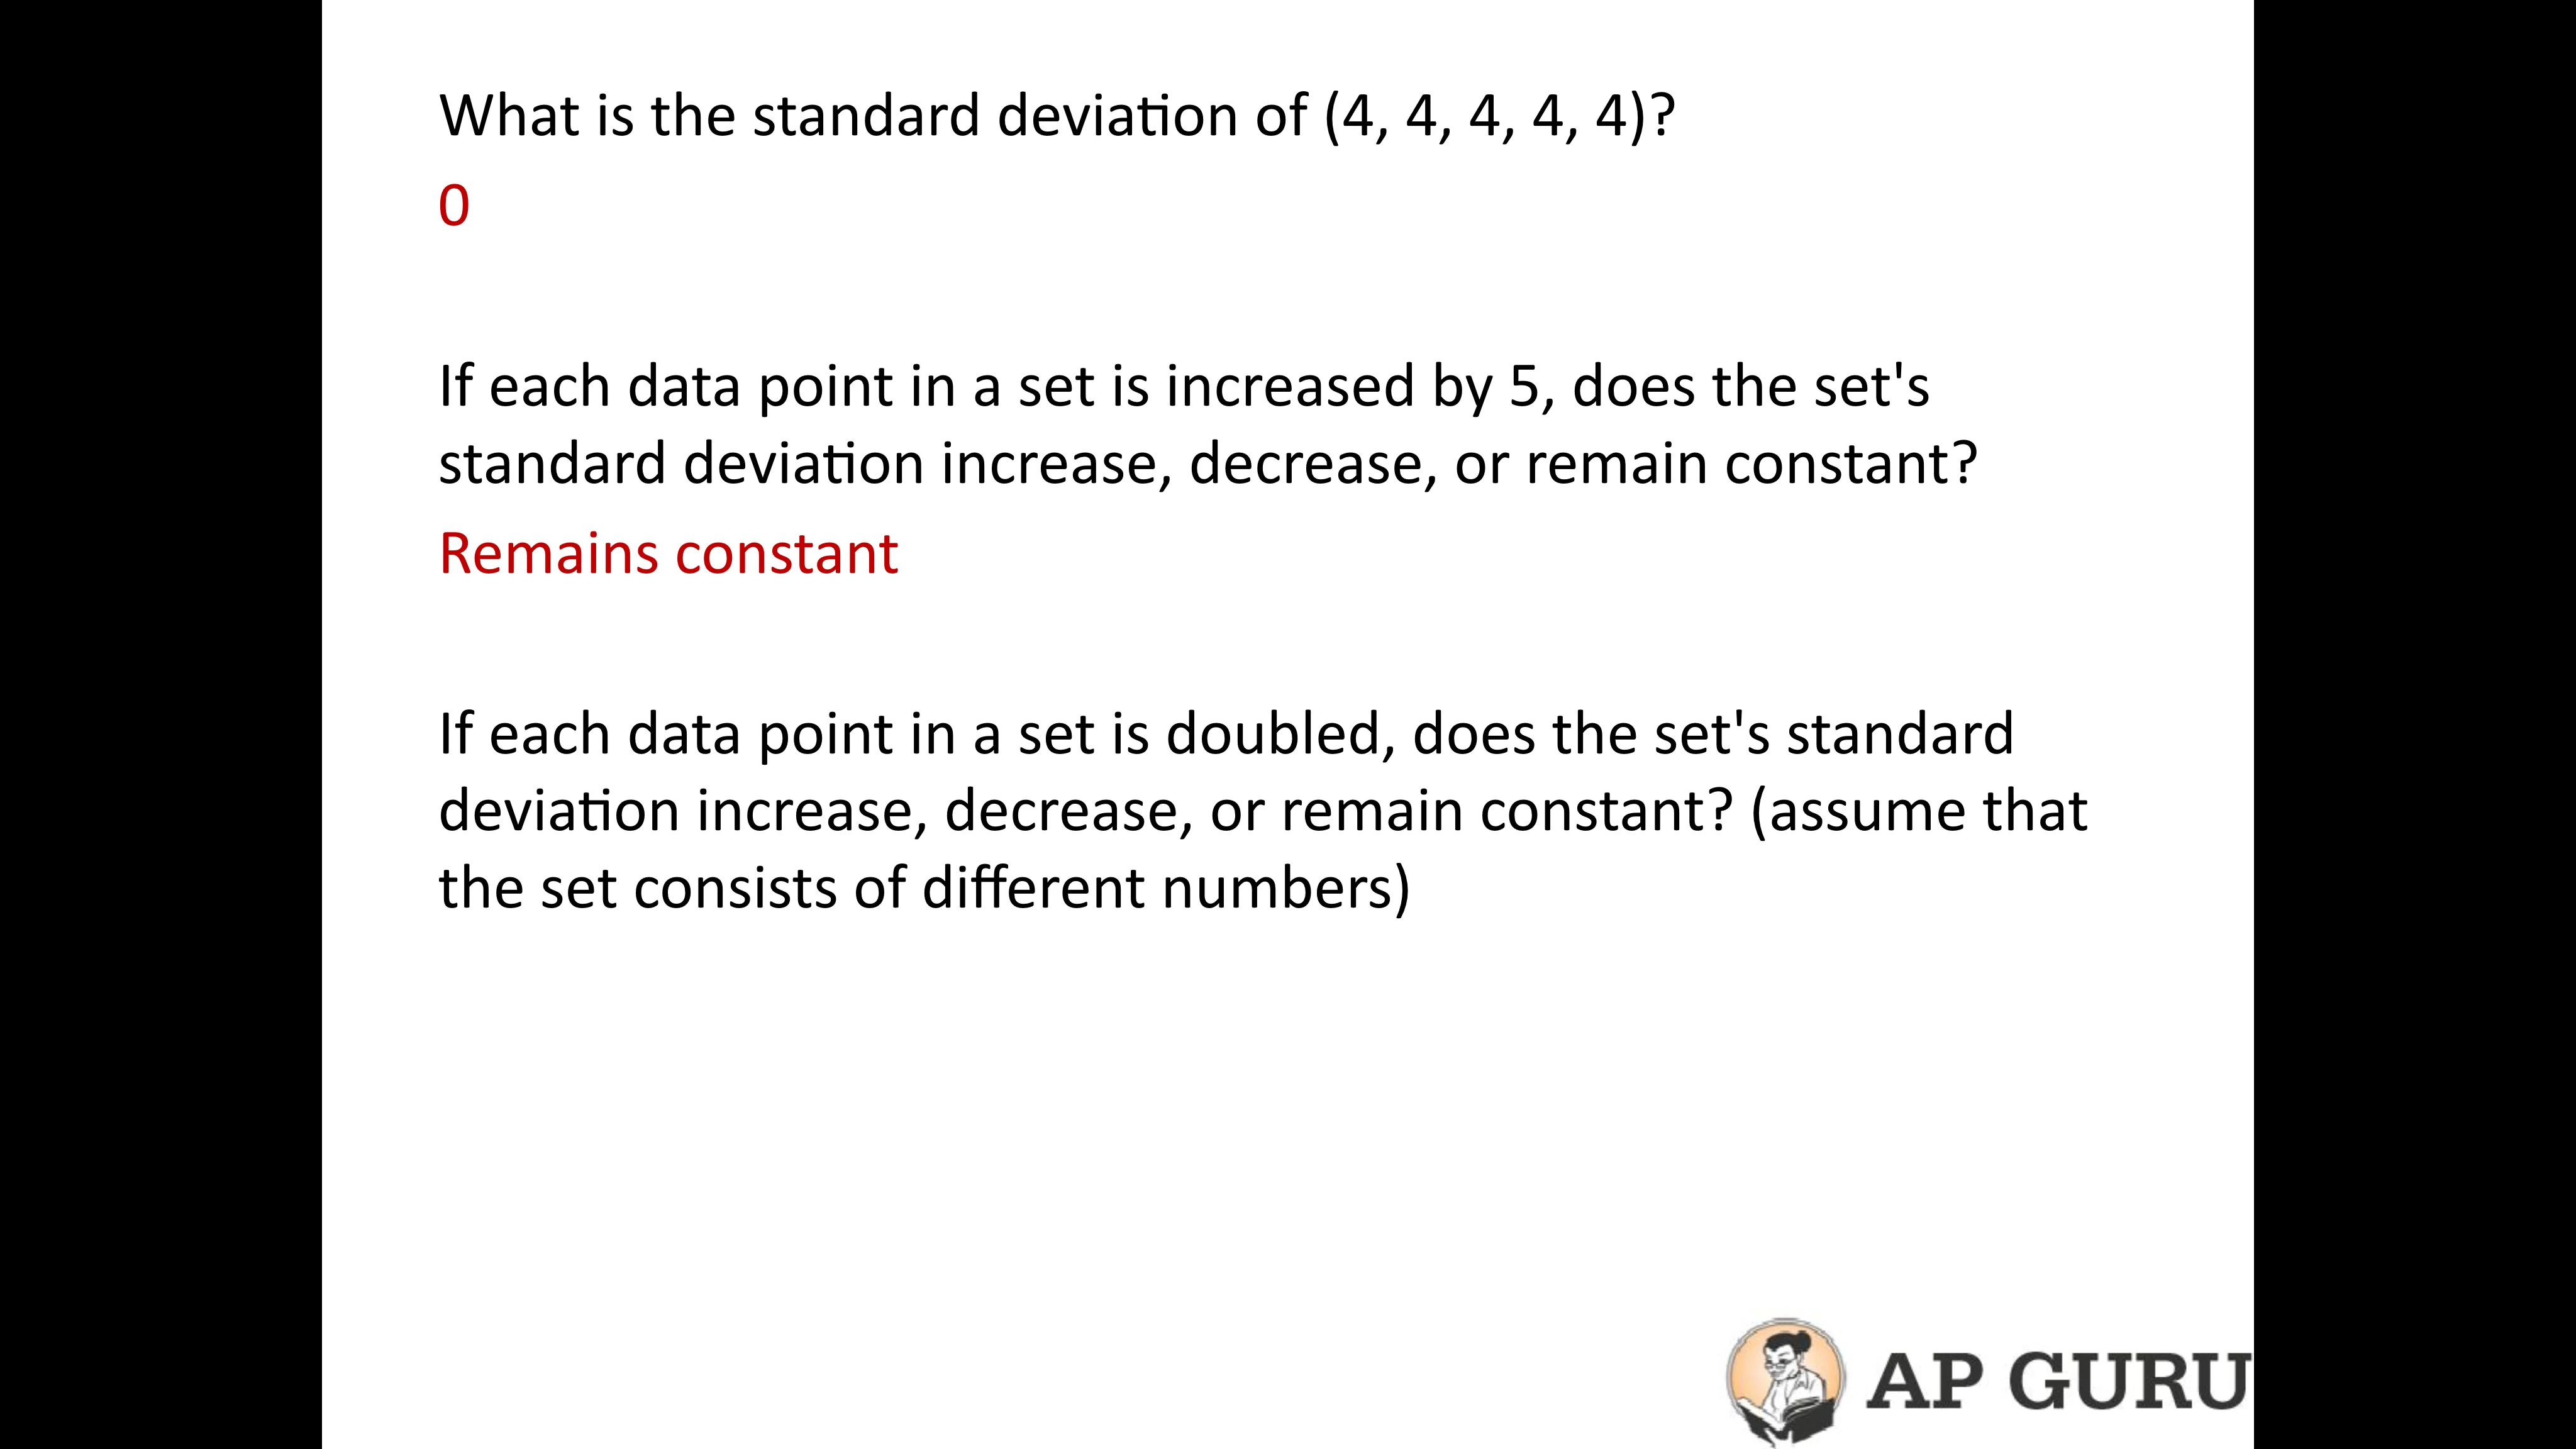 What is the standard deviation of (4, 4, 4, 4, 4)?
0
If each data point in a set is increased by 5, does the set's
standard deviation increase, decrease, or remain constant?
Remains constant
If each data point in a set is doubled, does the set's standard
deviation increase, decrease, or remain constant? (assume that
the set consists of different numbers)
AP GURU